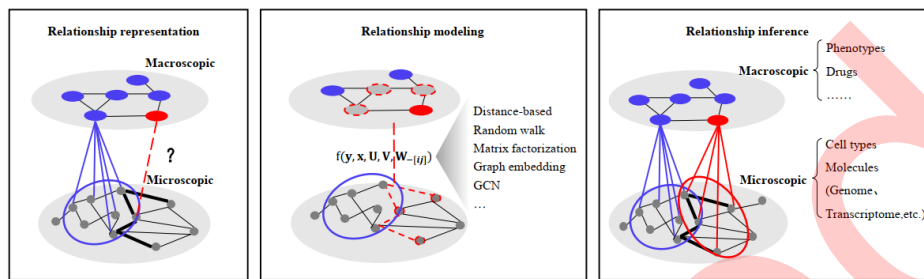 Relationship representation
Macroscopic
?
Microscopic
Relationship modeling
f(y, x, U, V, W₋[ij])
Distance-based
Random walk
Matrix factorization
Graph embedding
GCN
…
Relationship inference
Macroscopic
Phenotypes
Drugs
……
Microscopic
Cell types
Molecules
(Genome、
Transcriptome,etc.)